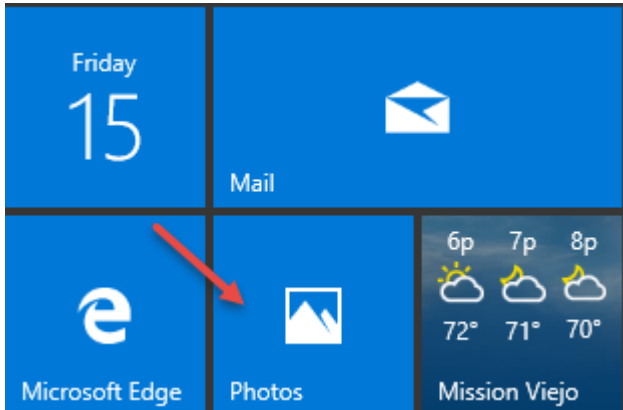 Friday
15
Mail
Microsoft Edge
Photos
6p 7p 8p
72° 71° 70°
Mission Viejo